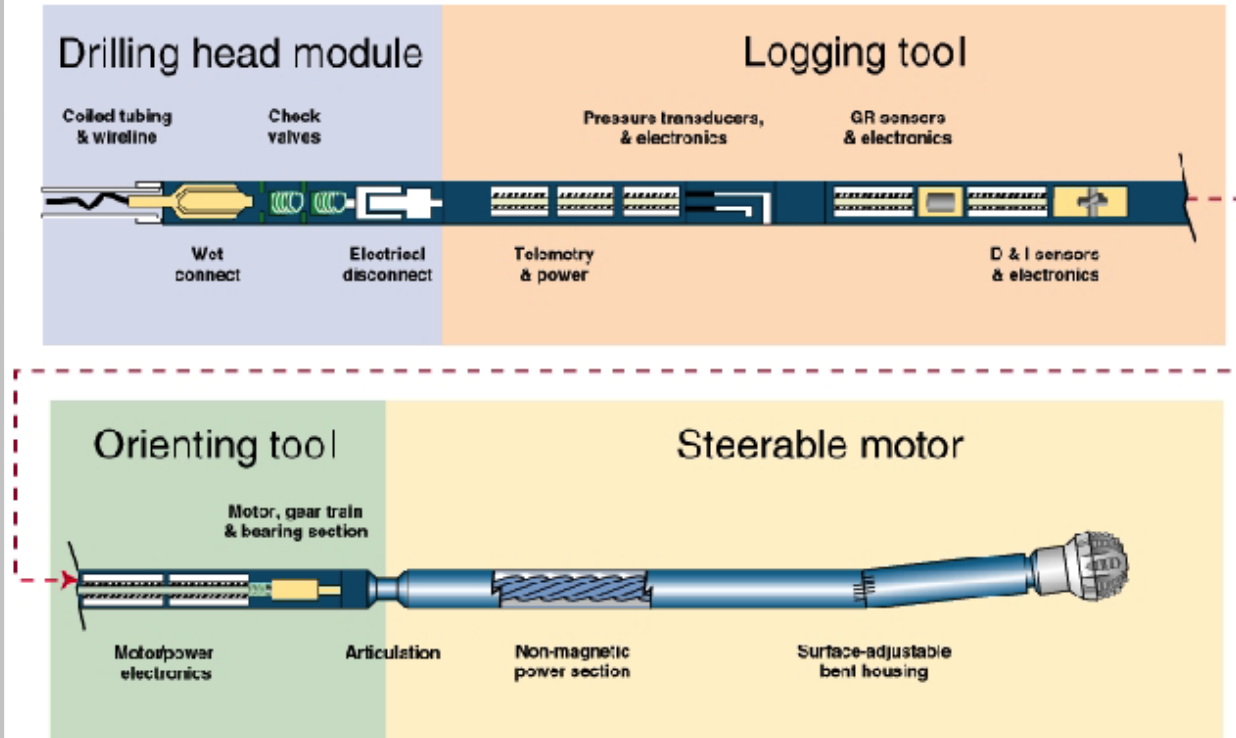 Drilling head module
Logging tool
Coiled tubing
& wireline
Check
valves
Pressure transducers,
& electronics
GR sensors
& electronics
Wet
connect
Electrical
disconnect
Telemetry
& power
D & I sensors
& electronics
Orienting tool
Steerable motor
Motor, gear train
& bearing section
Motor/power
electronics
Articulation
Non-magnetic
power section
Surface-adjustable
bent housing